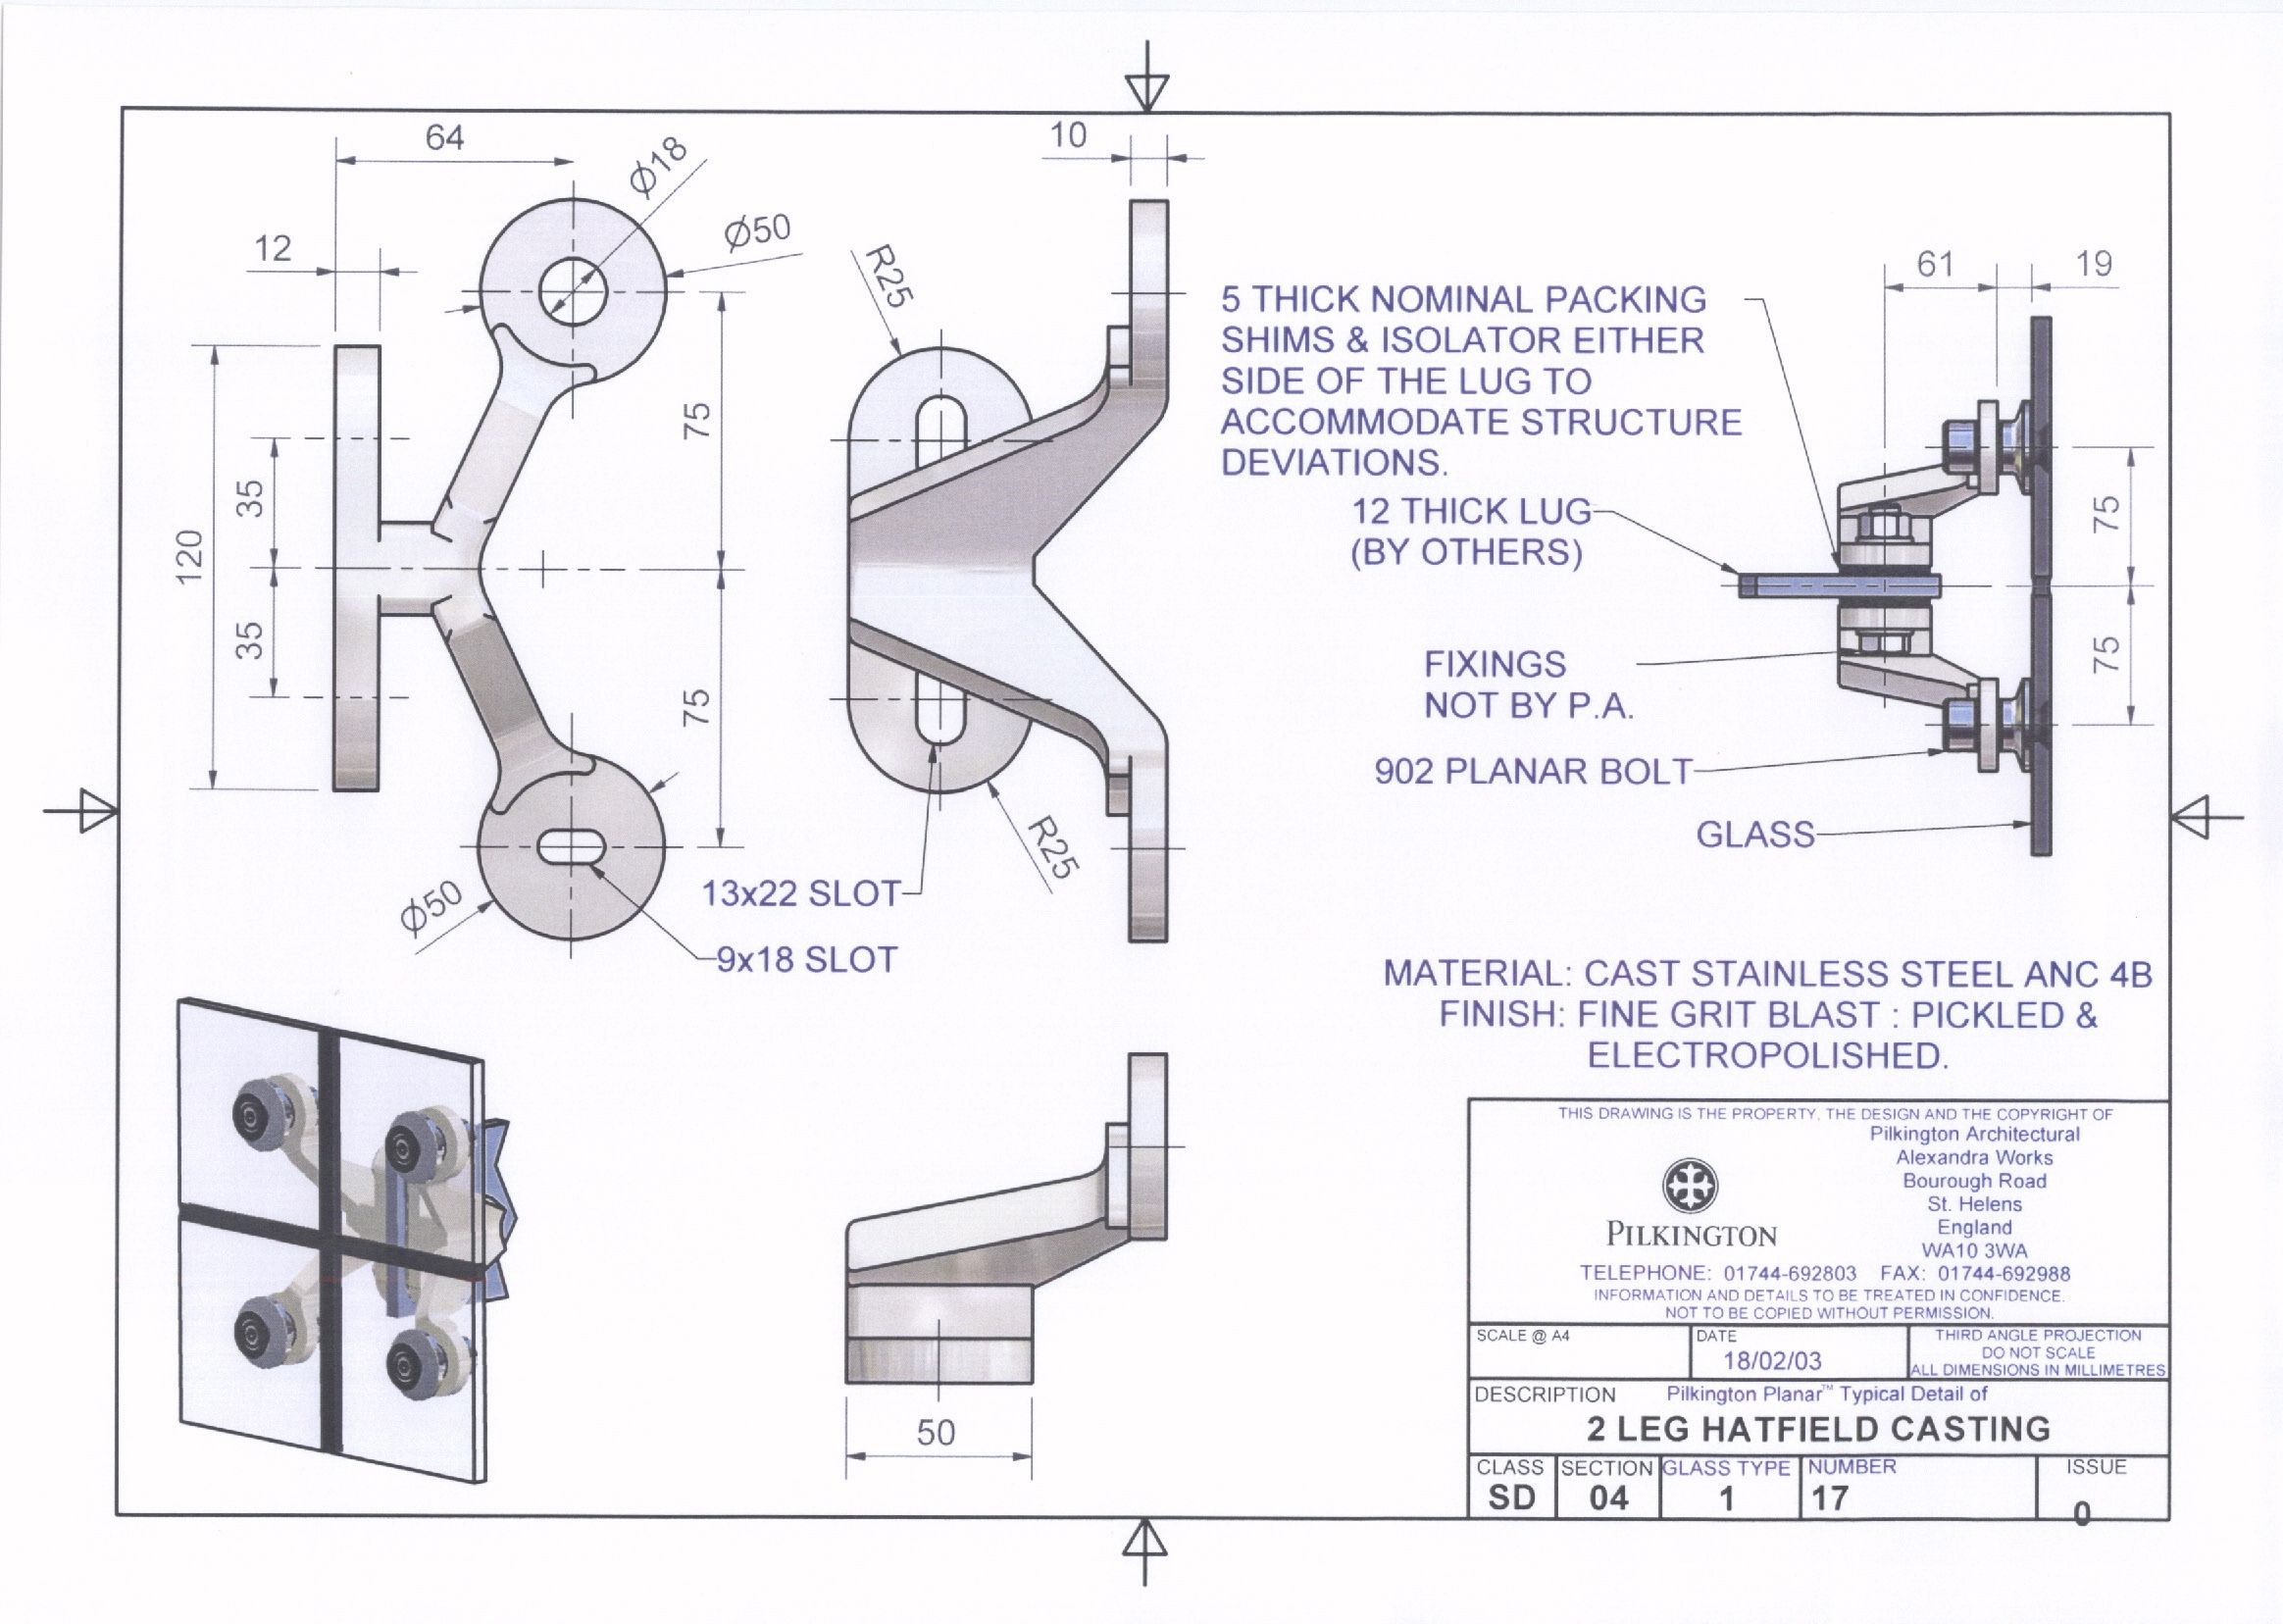 64
Ø18
Ø50
12
120
35
35
75
75
Ø50
13x22 SLOT
9x18 SLOT
10
R25
R25
50
5 THICK NOMINAL PACKING
SHIMS & ISOLATOR EITHER
SIDE OF THE LUG TO
ACCOMMODATE STRUCTURE
DEVIATIONS.
12 THICK LUG
(BY OTHERS)
FIXINGS
NOT BY P.A.
902 PLANAR BOLT
GLASS
61
19
75
75
MATERIAL: CAST STAINLESS STEEL ANC 4B
FINISH: FINE GRIT BLAST : PICKLED &
ELECTROPOLISHED.
THIS DRAWING IS THE PROPERTY, THE DESIGN AND THE COPYRIGHT OF
Pilkington Architectural
Alexandra Works
Bourough Road
St. Helens
England
WA10 3WA
PILKINGTON
TELEPHONE: 01744-692803 FAX: 01744-692988
INFORMATION AND DETAILS TO BE TREATED IN CONFIDENCE.
NOT TO BE COPIED WITHOUT PERMISSION.
SCALE @ A4
DATE
18/02/03
THIRD ANGLE PROJECTION
DO NOT SCALE
ALL DIMENSIONS IN MILLIMETRES
DESCRIPTION Pilkington Planar™ Typical Detail of
2 LEG HATFIELD CASTING
CLASS SECTION GLASS TYPE NUMBER ISSUE
SD 04 1 17 0